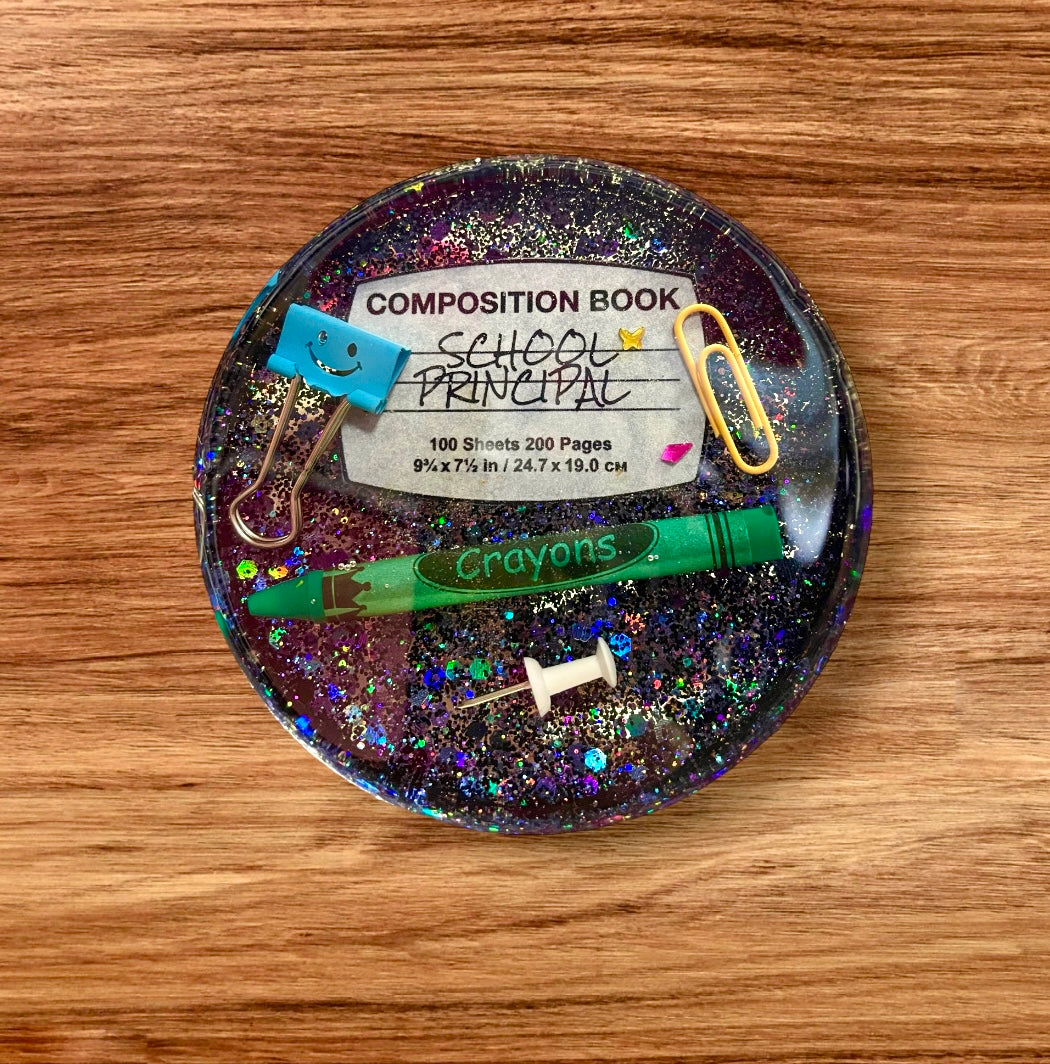 COMPOSITION BOOK
SCHOOL
PRINCIPAL
100 Sheets 200 Pages
9¾ x 7½ in / 24.7 x 19.0 CM
Crayons